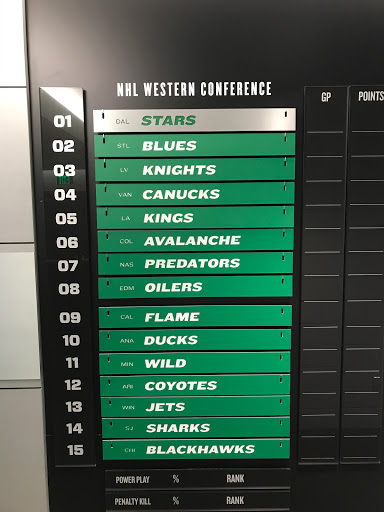 NHL WESTERN CONFERENCE GP POINTS
01 DAL STARS
02 STL BLUES
03 LV KNIGHTS
04 VAN CANUCKS
05 LA KINGS
06 COL AVALANCHE
07 NAS PREDATORS
08 EDM OILERS
09 CAL FLAME
10 ANA DUCKS
11 MIN WILD
12 ARI COYOTES
13 WIN JETS
14 SJ SHARKS
15 CHI BLACKHAWKS
POWER PLAY % RANK
PENALTY KILL % RANK